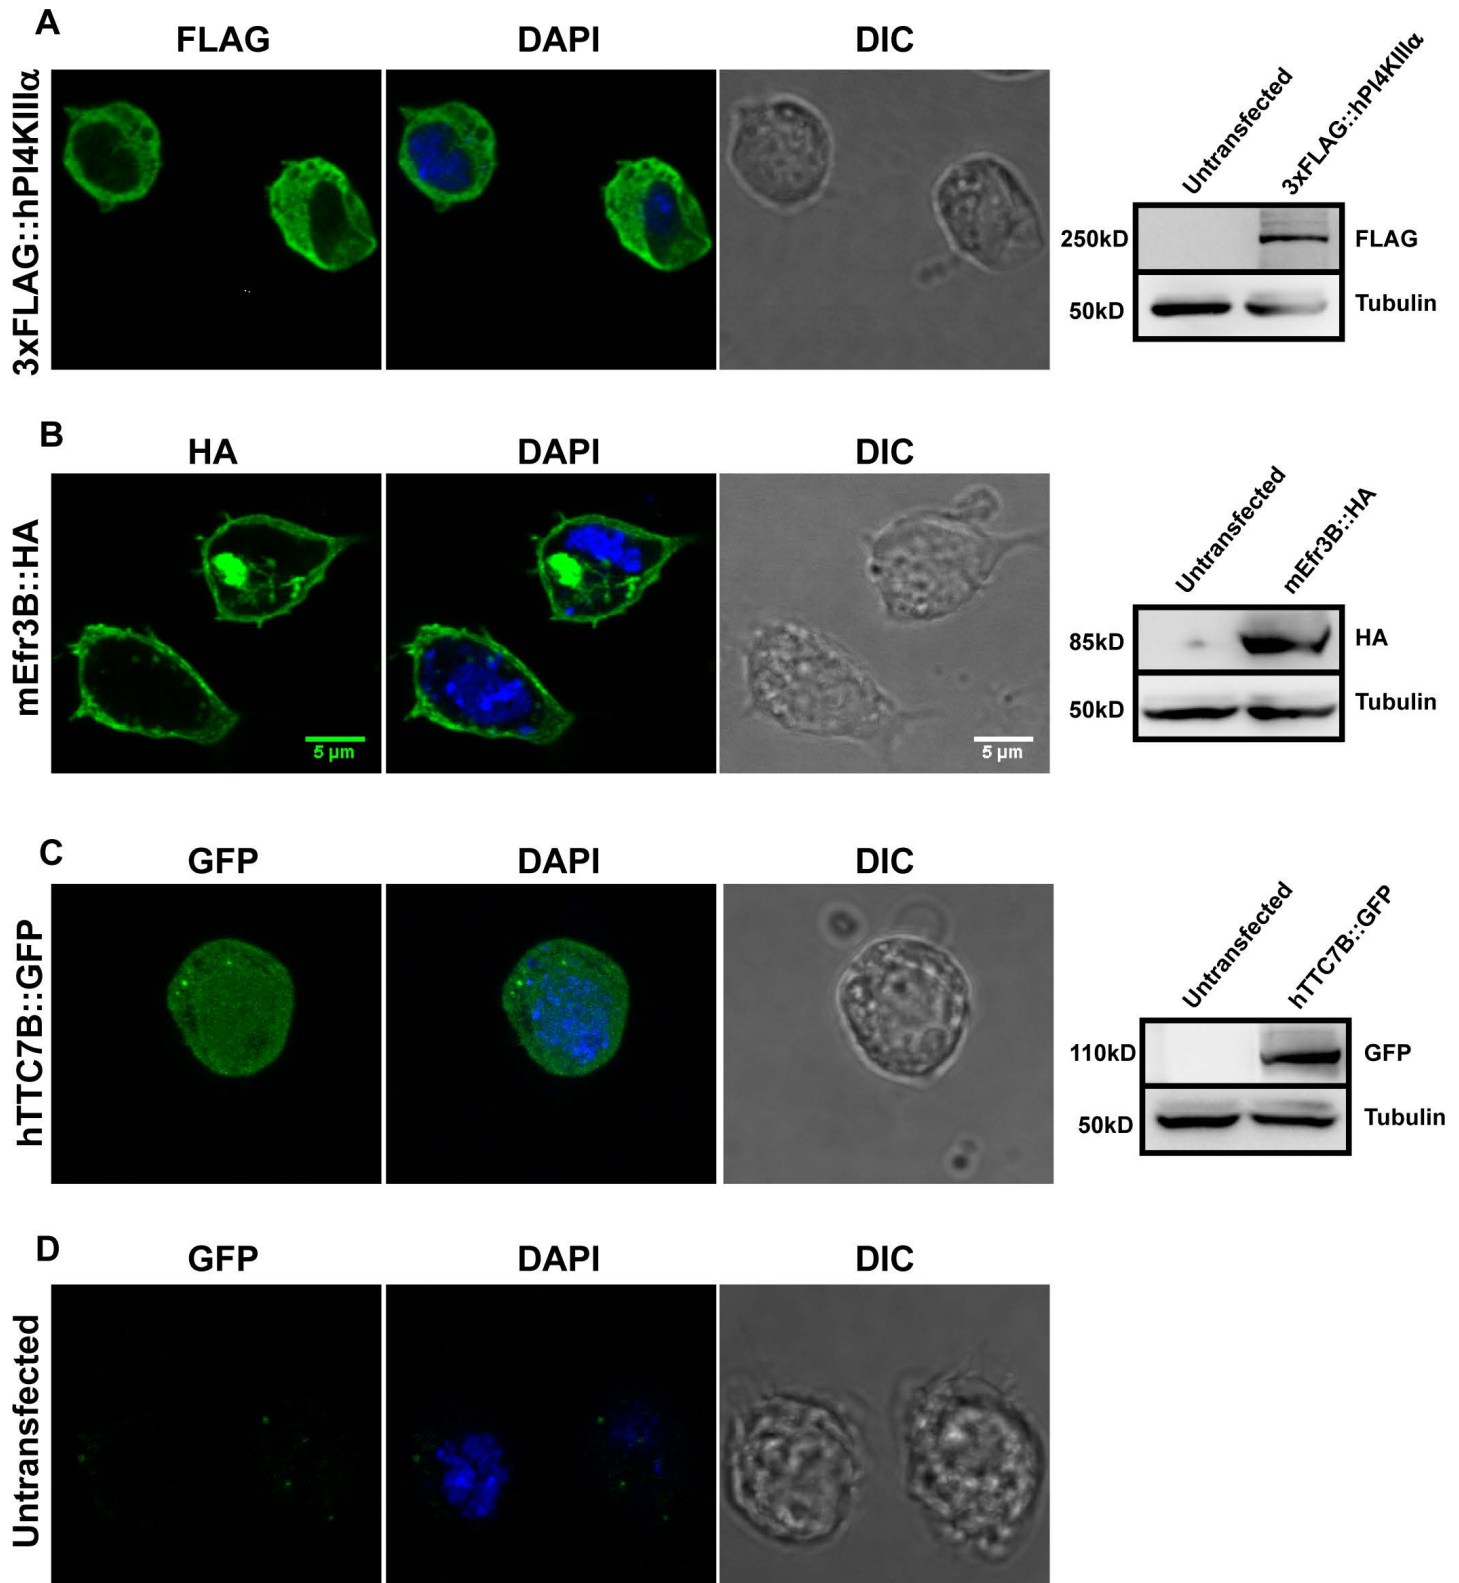 A
FLAG
DAPI
DIC
3xFLAG::hPI4KIIIα
Untransfected
3xFLAG::hPI4KIIIα
250kD
FLAG
50kD
Tubulin
B
HA
DAPI
DIC
mEfr3B::HA
5 µm
5 µm
Untransfected
mEfr3B::HA
85kD
HA
50kD
Tubulin
C
GFP
DAPI
DIC
hTTC7B::GFP
Untransfected
hTTC7B::GFP
110kD
GFP
50kD
Tubulin
D
GFP
DAPI
DIC
Untransfected